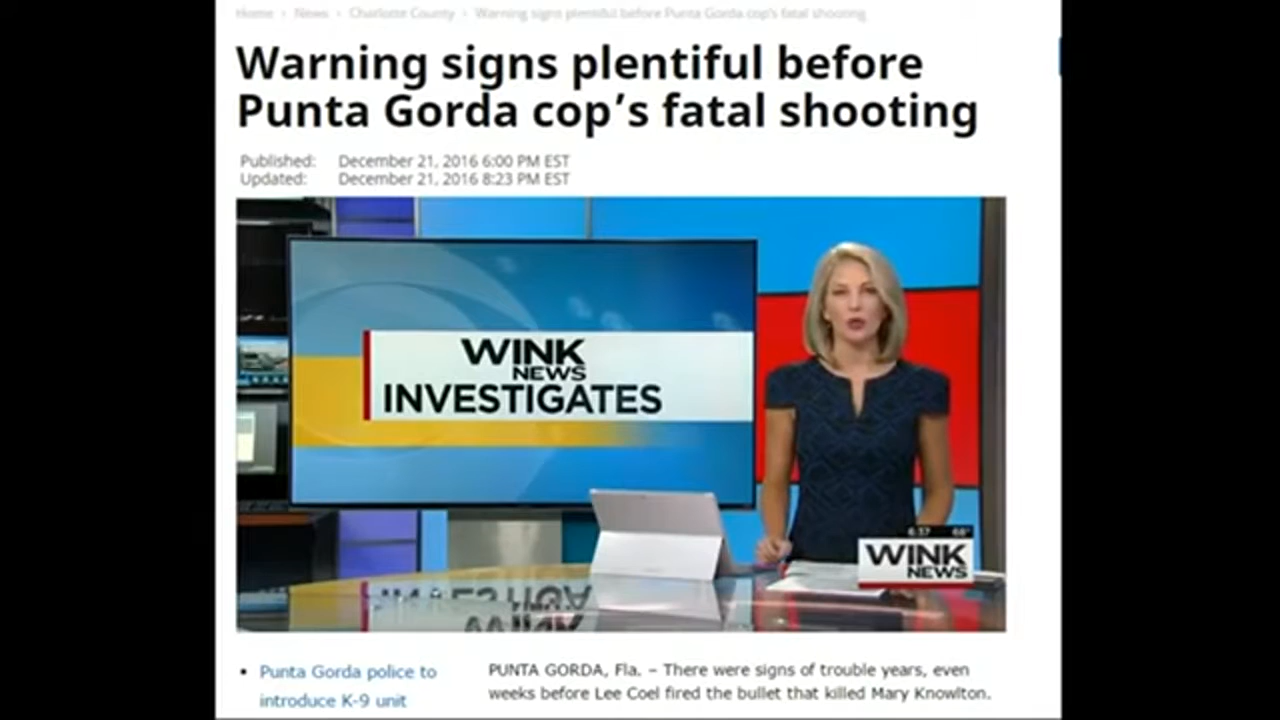 Home › News › Charlotte County › Warning signs plentiful before Punta Gorda cop's fatal shooting
Warning signs plentiful before
Punta Gorda cop's fatal shooting
Published: December 21, 2016 6:00 PM EST
Updated: December 21, 2016 8:23 PM EST
WINK
NEWS
INVESTIGATES
6:37 68°
WINK
NEWS
• Punta Gorda police to
introduce K-9 unit
PUNTA GORDA, Fla. – There were signs of trouble years, even
weeks before Lee Coel fired the bullet that killed Mary Knowlton.